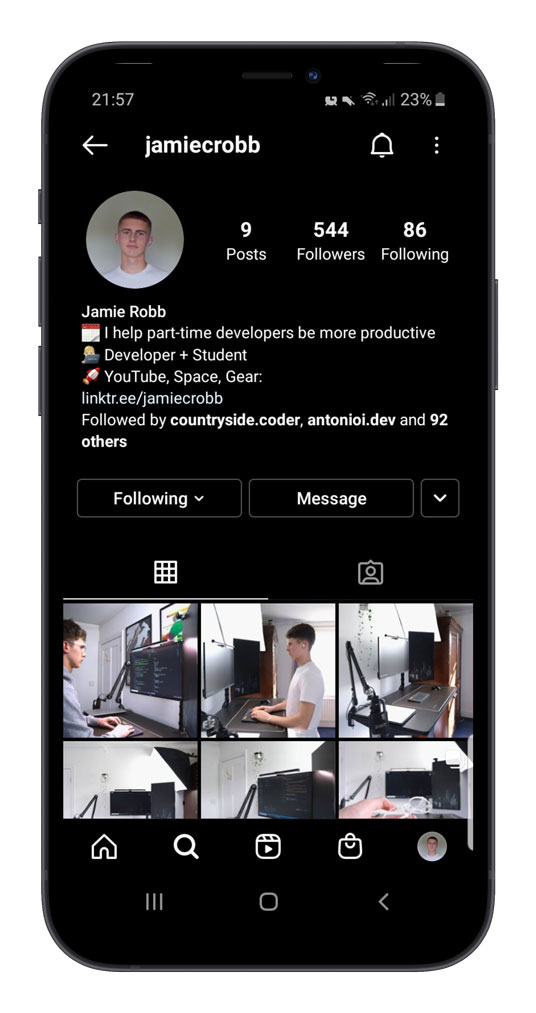 21:57
23%
jamiecrobb
9
544
86
Posts
Followers
Following
Jamie Robb
I help part-time developers be more productive
Developer + Student
YouTube, Space, Gear:
linktr.ee/jamiecrobb
Followed by countryside.coder, antonioi.dev and 92
others
Following
Message